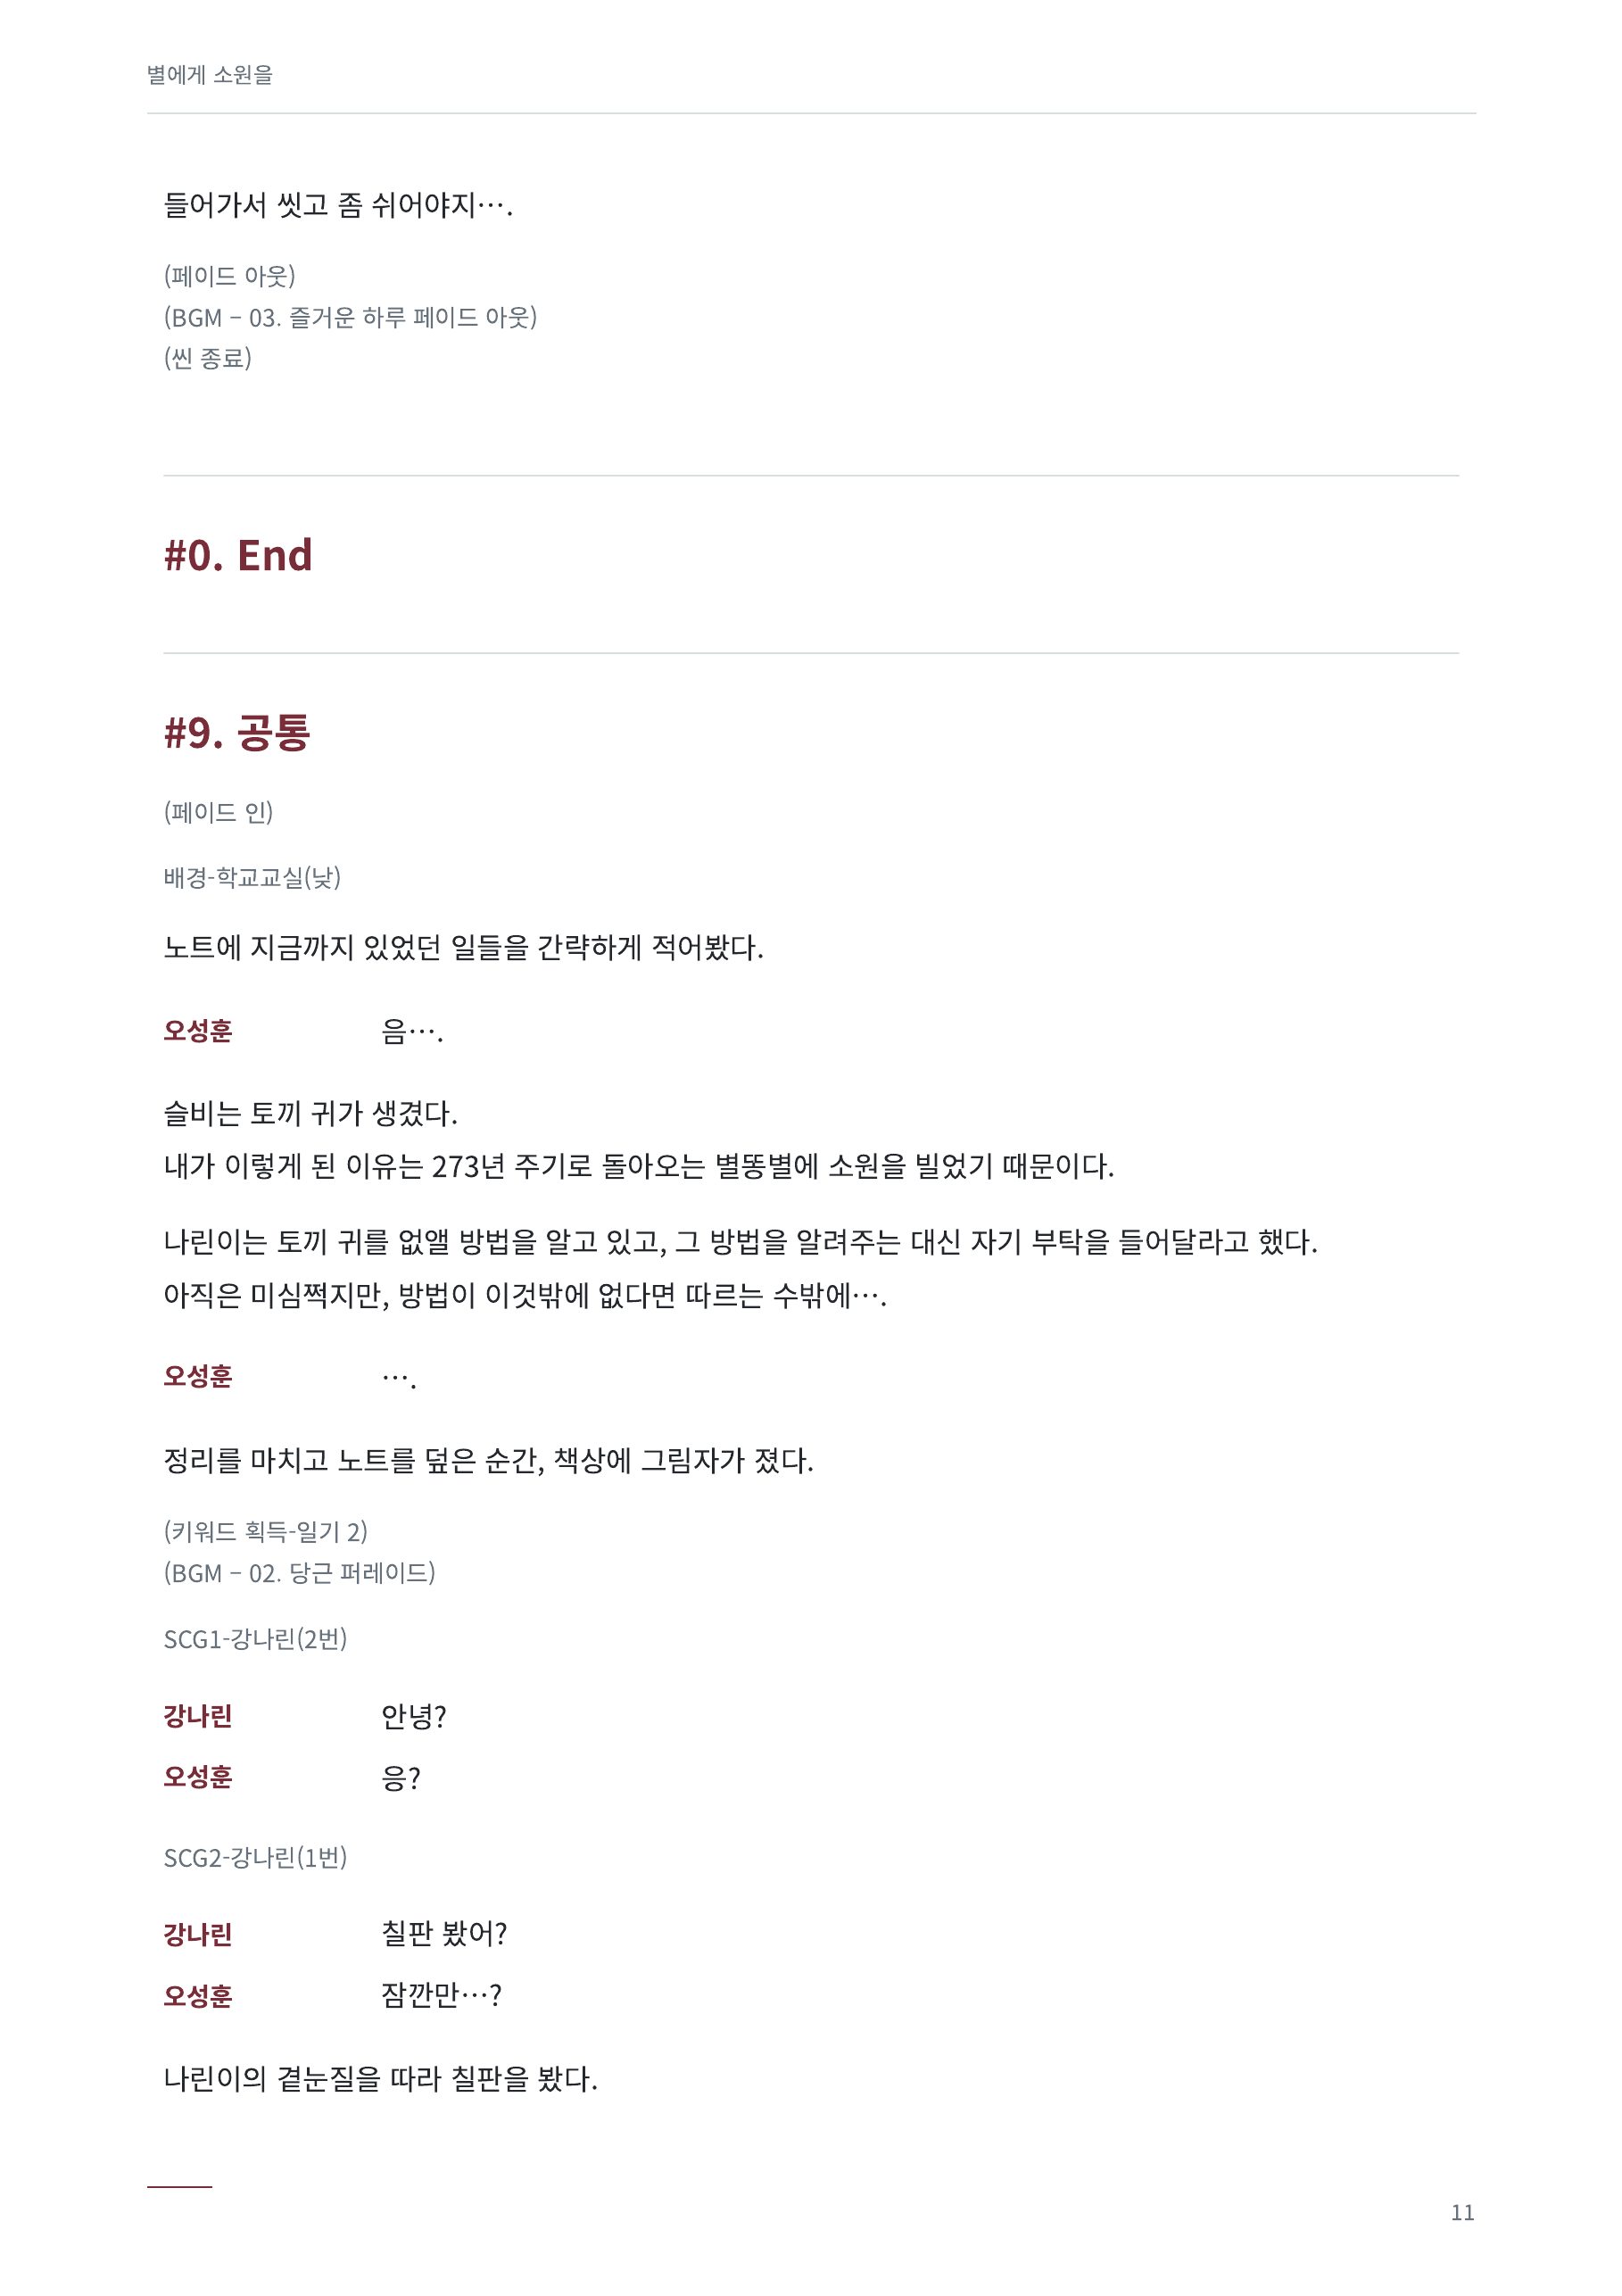 별에게 소원을
들어가서 씻고 좀 쉬어야지….
(페이드 아웃)
(BGM – 03. 즐거운 하루 페이드 아웃)
(씬 종료)
#0. End
#9. 공통
(페이드 인)
배경-학교교실(낮)
노트에 지금까지 있었던 일들을 간략하게 적어봤다.
오성훈 음….
슬비는 토끼 귀가 생겼다.
내가 이렇게 된 이유는 273년 주기로 돌아오는 별똥별에 소원을 빌었기 때문이다.
나린이는 토끼 귀를 없앨 방법을 알고 있고, 그 방법을 알려주는 대신 자기 부탁을 들어달라고 했다.
아직은 미심쩍지만, 방법이 이것밖에 없다면 따르는 수밖에….
오성훈 ….
정리를 마치고 노트를 덮은 순간, 책상에 그림자가 졌다.
(키워드 획득-일기 2)
(BGM – 02. 당근 퍼레이드)
SCG1-강나린(2번)
강나린 안녕?
오성훈 응?
SCG2-강나린(1번)
강나린 칠판 봤어?
오성훈 잠깐만…?
나린이의 곁눈질을 따라 칠판을 봤다.
11